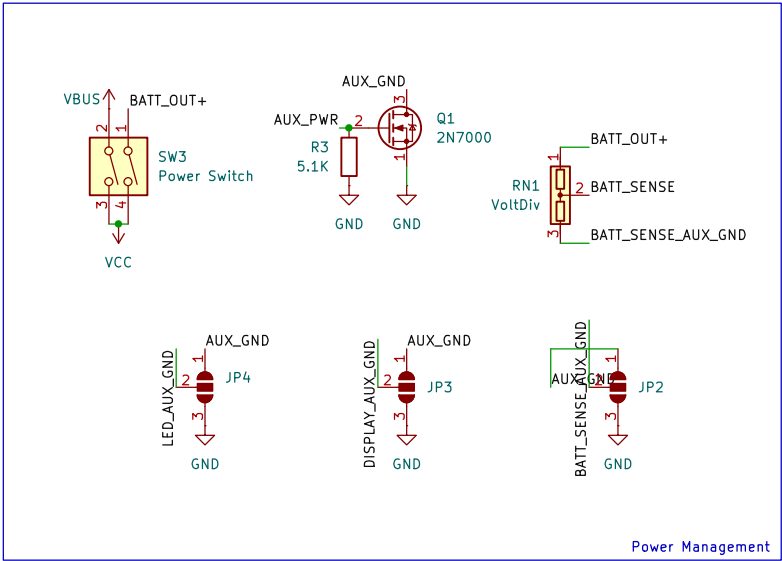 VBUS
BATT_OUT+
2
1
SW3
Power Switch
3
4
VCC
AUX_GND
3
AUX_PWR
2
Q1
2N7000
R3
5.1K
1
GND
GND
BATT_OUT+
1
RN1
VoltDiv
2
BATT_SENSE
3
BATT_SENSE_AUX_GND
AUX_GND
1
LED_AUX_GND
2
JP4
3
GND
AUX_GND
1
DISPLAY_AUX_GND
2
JP3
3
GND
1
AUX_GND
BATT_SENSE_AUX_GND
2
JP2
3
GND
Power Management